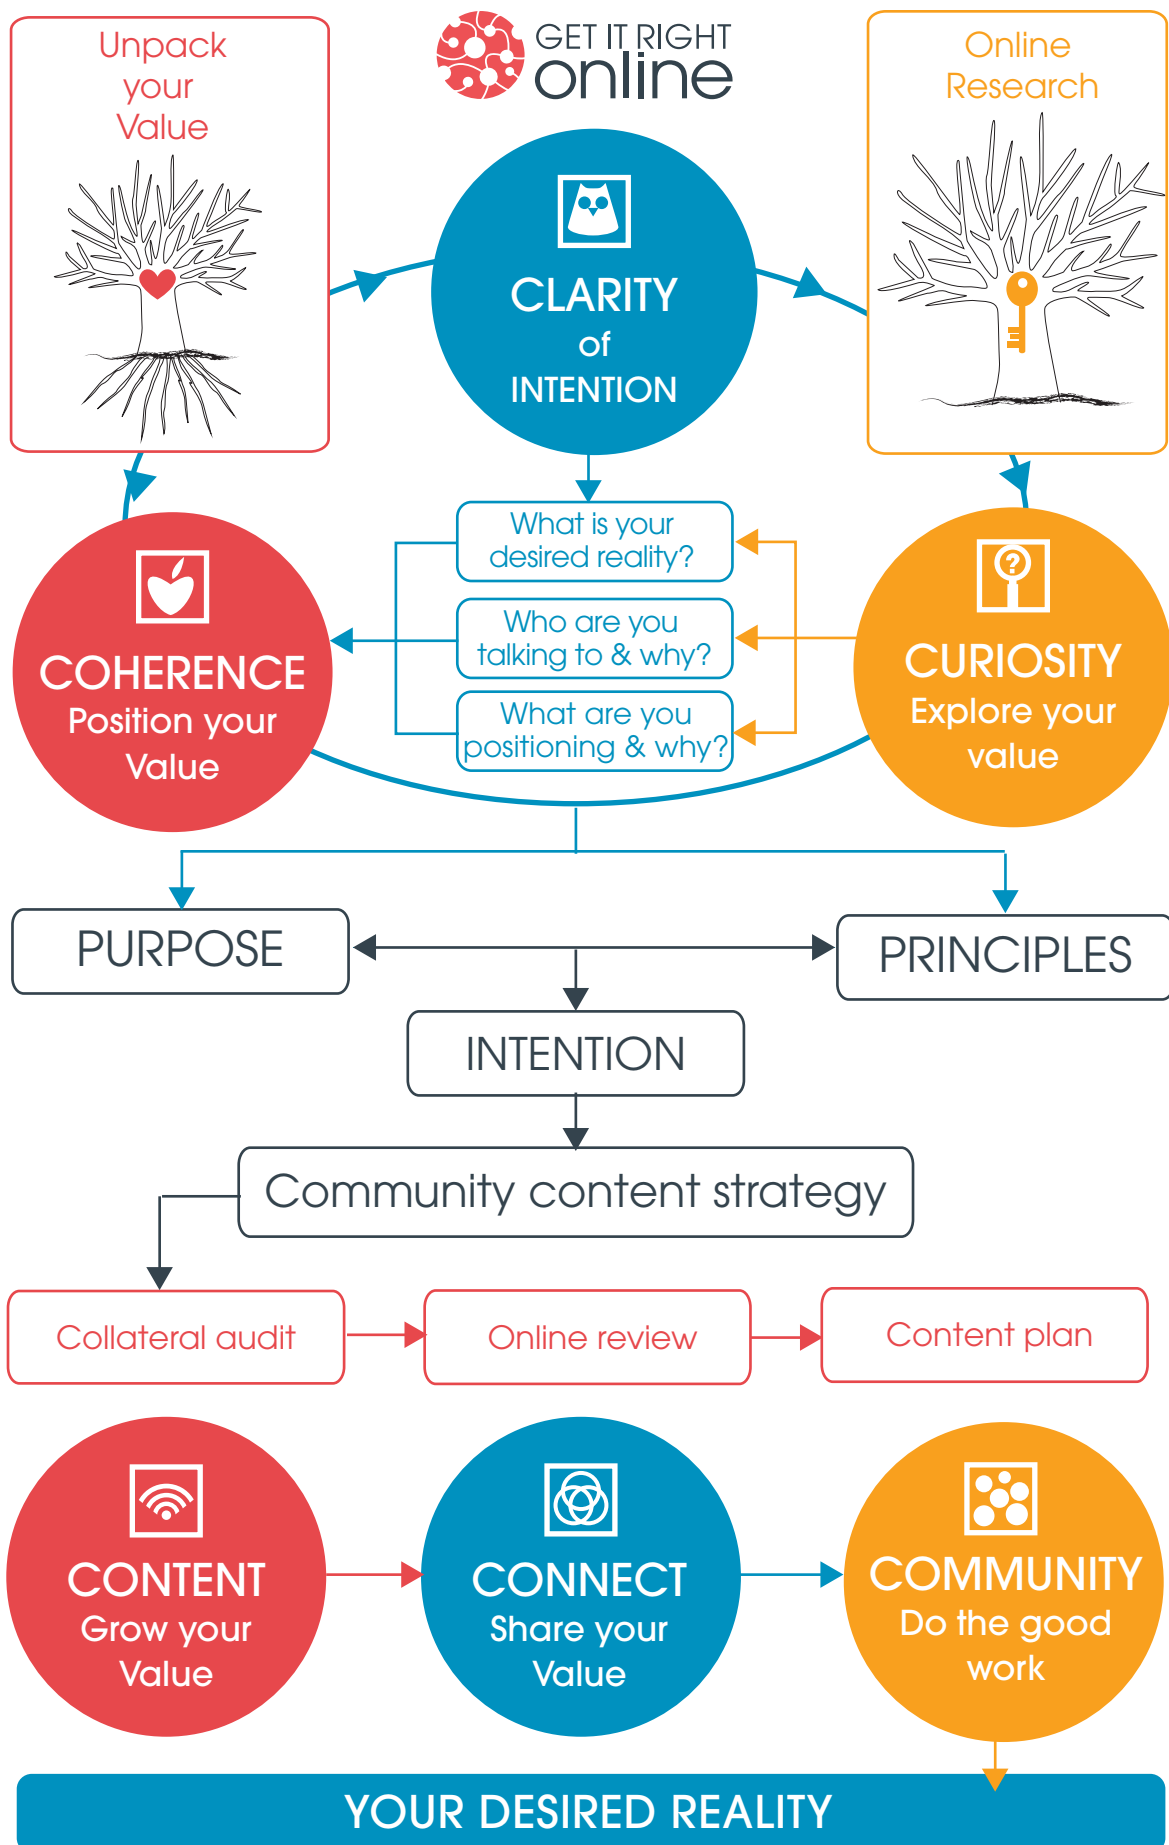 Unpack
your
Value
GET IT RIGHT
online
Online
Research
CLARITY
of
INTENTION
What is your
desired reality?
Who are you
talking to & why?
What are you
positioning & why?
COHERENCE
Position your
Value
?
CURIOSITY
Explore your
value
PURPOSE
PRINCIPLES
INTENTION
Community content strategy
Collateral audit
Online review
Content plan
CONTENT
Grow your
Value
CONNECT
Share your
Value
COMMUNITY
Do the good
work
YOUR DESIRED REALITY